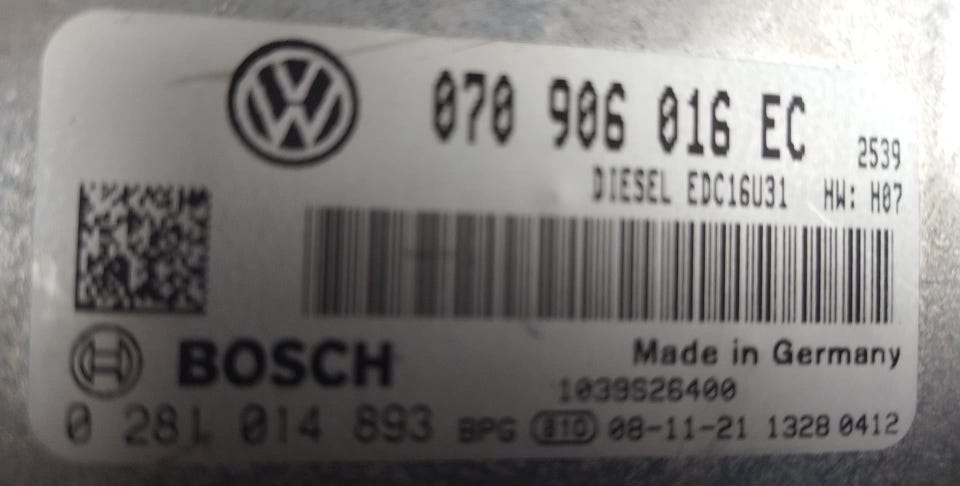 070 906 016 EC 2539
DIESEL EDC16U31 HW: H07
BOSCH Made in Germany
1039S26400
0 281 014 893 BPG 810 08-11-21 1328 0412